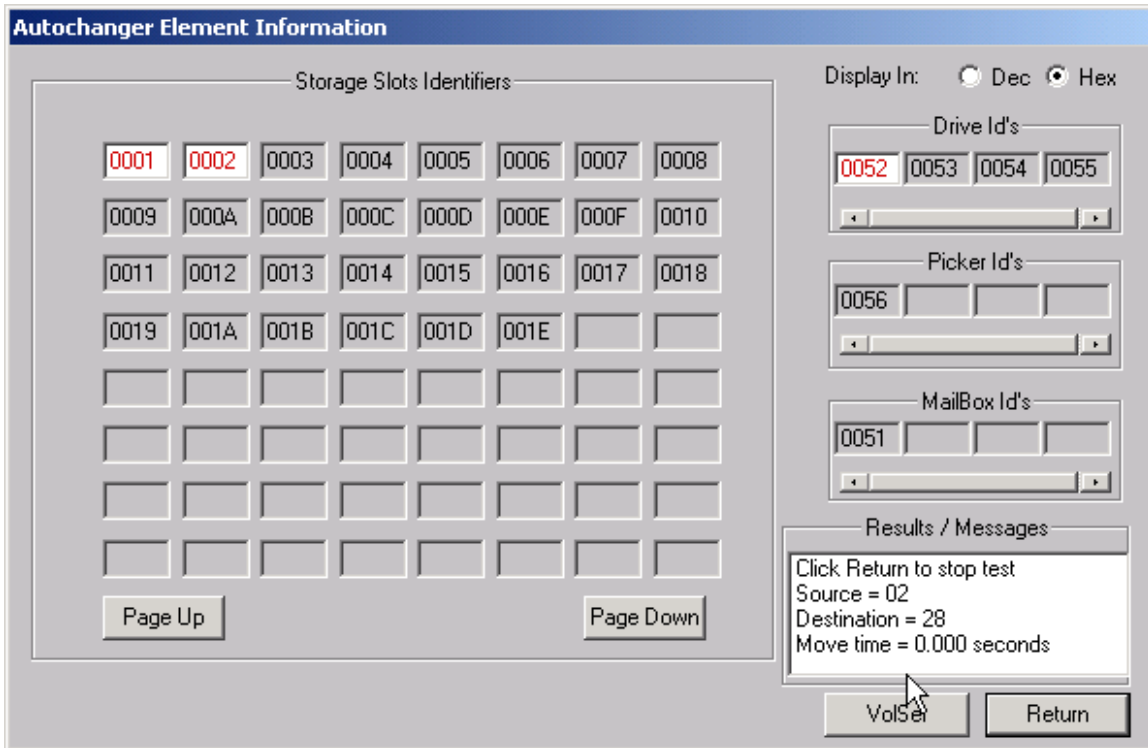 Autochanger Element Information
Storage Slots Identifiers
Display In: Dec Hex
0001 0002 0003 0004 0005 0006 0007 0008
0009 000A 000B 000C 000D 000E 000F 0010
0011 0012 0013 0014 0015 0016 0017 0018
0019 001A 001B 001C 001D 001E
Page Up Page Down
Drive Id's
0052 0053 0054 0055
Picker Id's
0056
MailBox Id's
0051
Results / Messages
Click Return to stop test
Source = 02
Destination = 28
Move time = 0.000 seconds
VolSer Return